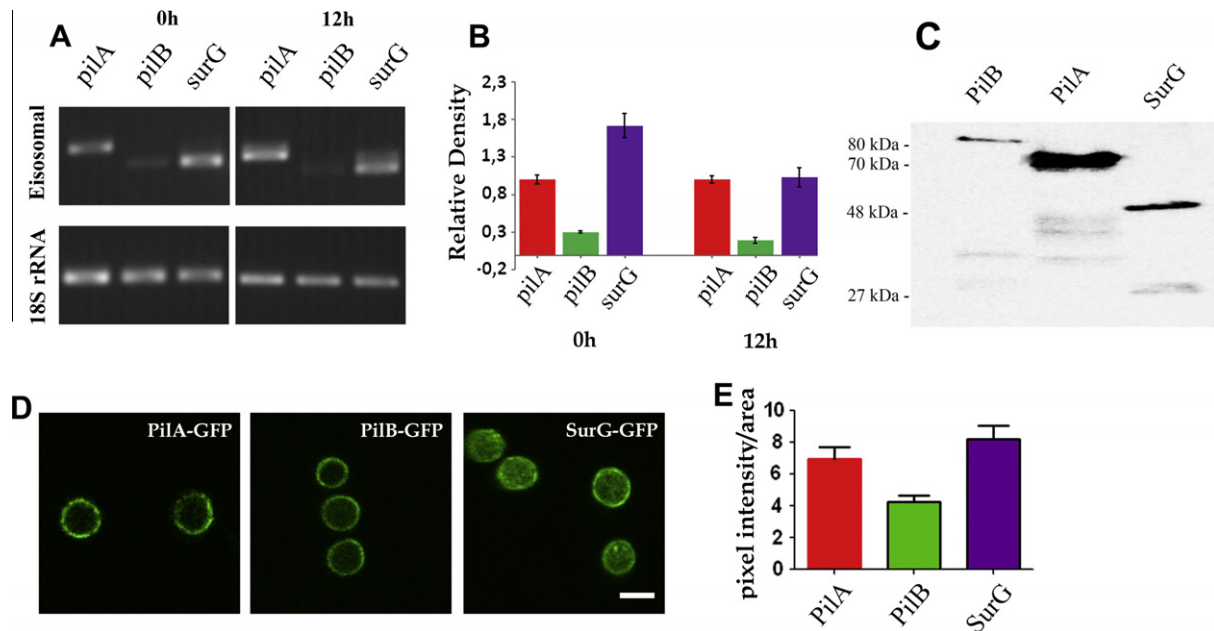 A
0h
12h
pilA
pilB
surG
pilA
pilB
surG
Eisosomal
18S rRNA
B
Relative Density
2,3
1,8
1,3
0,8
0,3
-0,2
pilA
pilB
surG
pilA
pilB
surG
0h
12h
C
PilB
PilA
SurG
80 kDa -
70 kDa -
48 kDa -
27 kDa -
D
PilA-GFP
PilB-GFP
SurG-GFP
E
pixel intensity/area
10
8
6
4
2
0
PilA
PilB
SurG